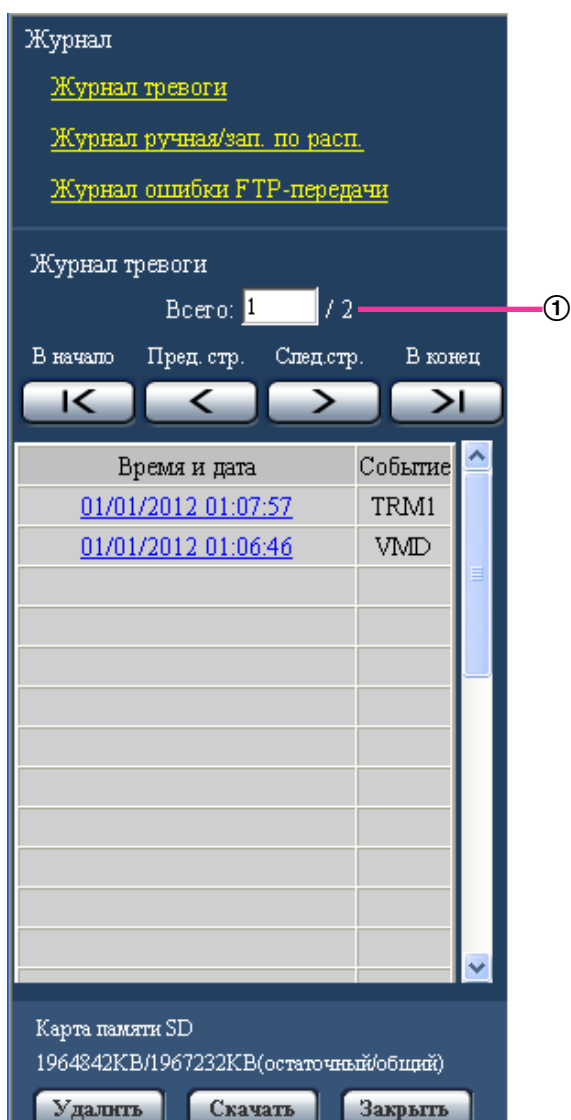 Журнал
Журнал тревоги
Журнал ручная/зап. по расп.
Журнал ошибки FTP-передачи
Журнал тревоги
Всего: 1 / 2
①
В начало Пред. стр. След.стр. В конец
Время и дата Событие
01/01/2012 01:07:57 TRM1
01/01/2012 01:06:46 VMD
Карта памяти SD
1964842KB/1967232KB(остаточный/общий)
Удалить Скачать Закрыть